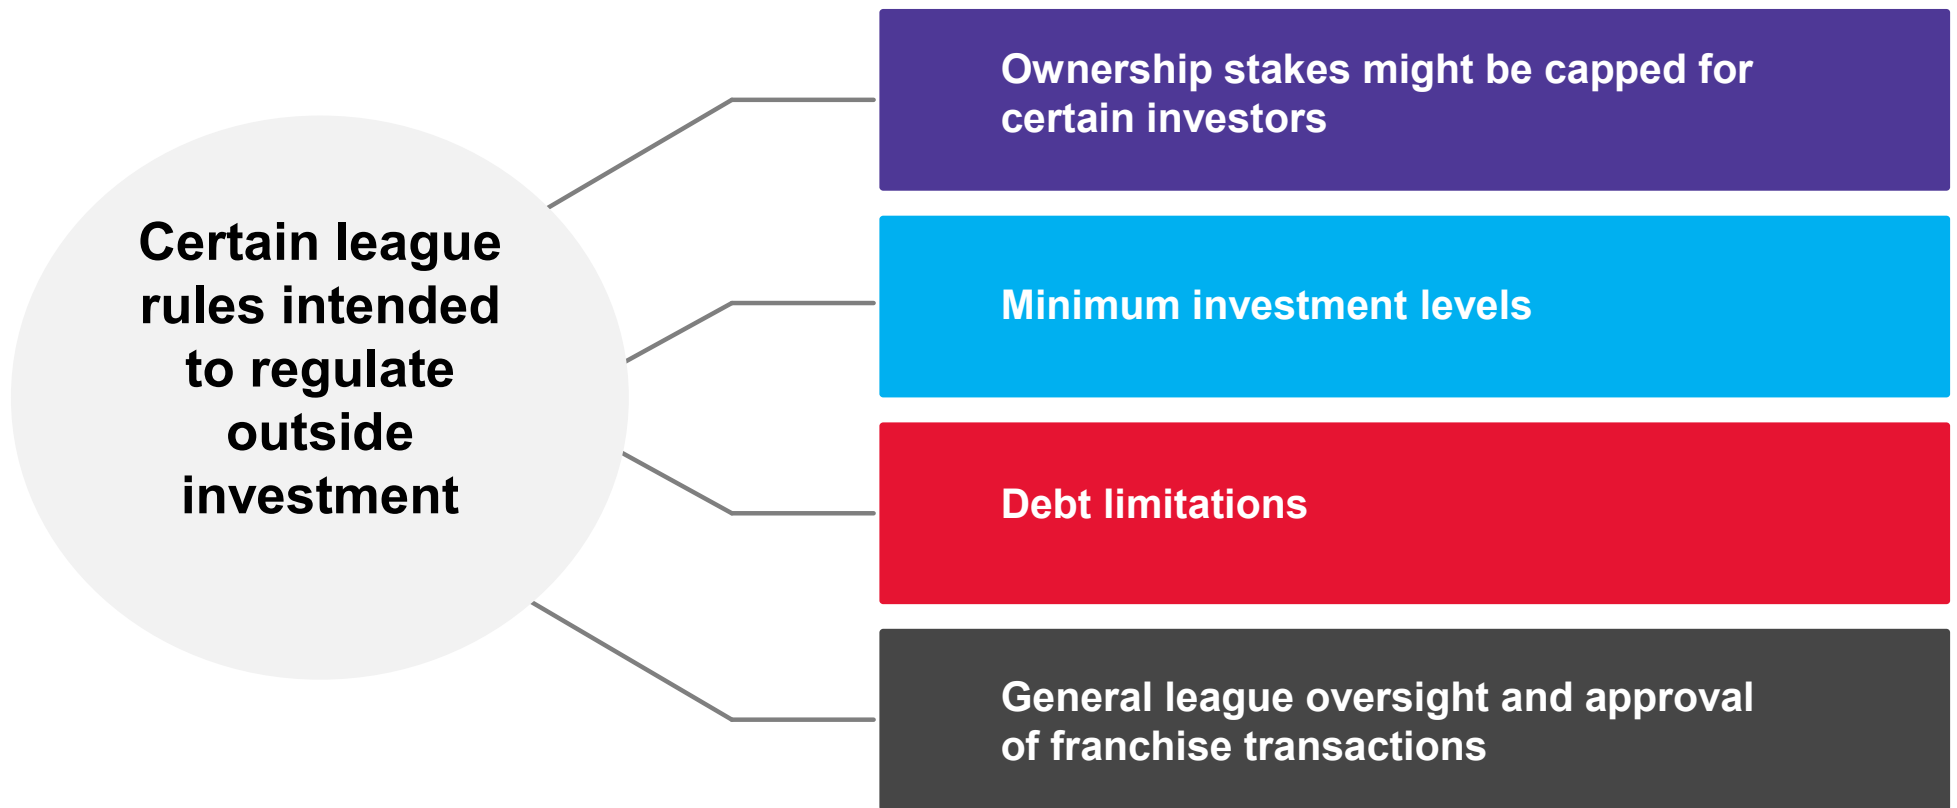 Certain league
rules intended
to regulate
outside
investment
Ownership stakes might be capped for
certain investors
Minimum investment levels
Debt limitations
General league oversight and approval
of franchise transactions